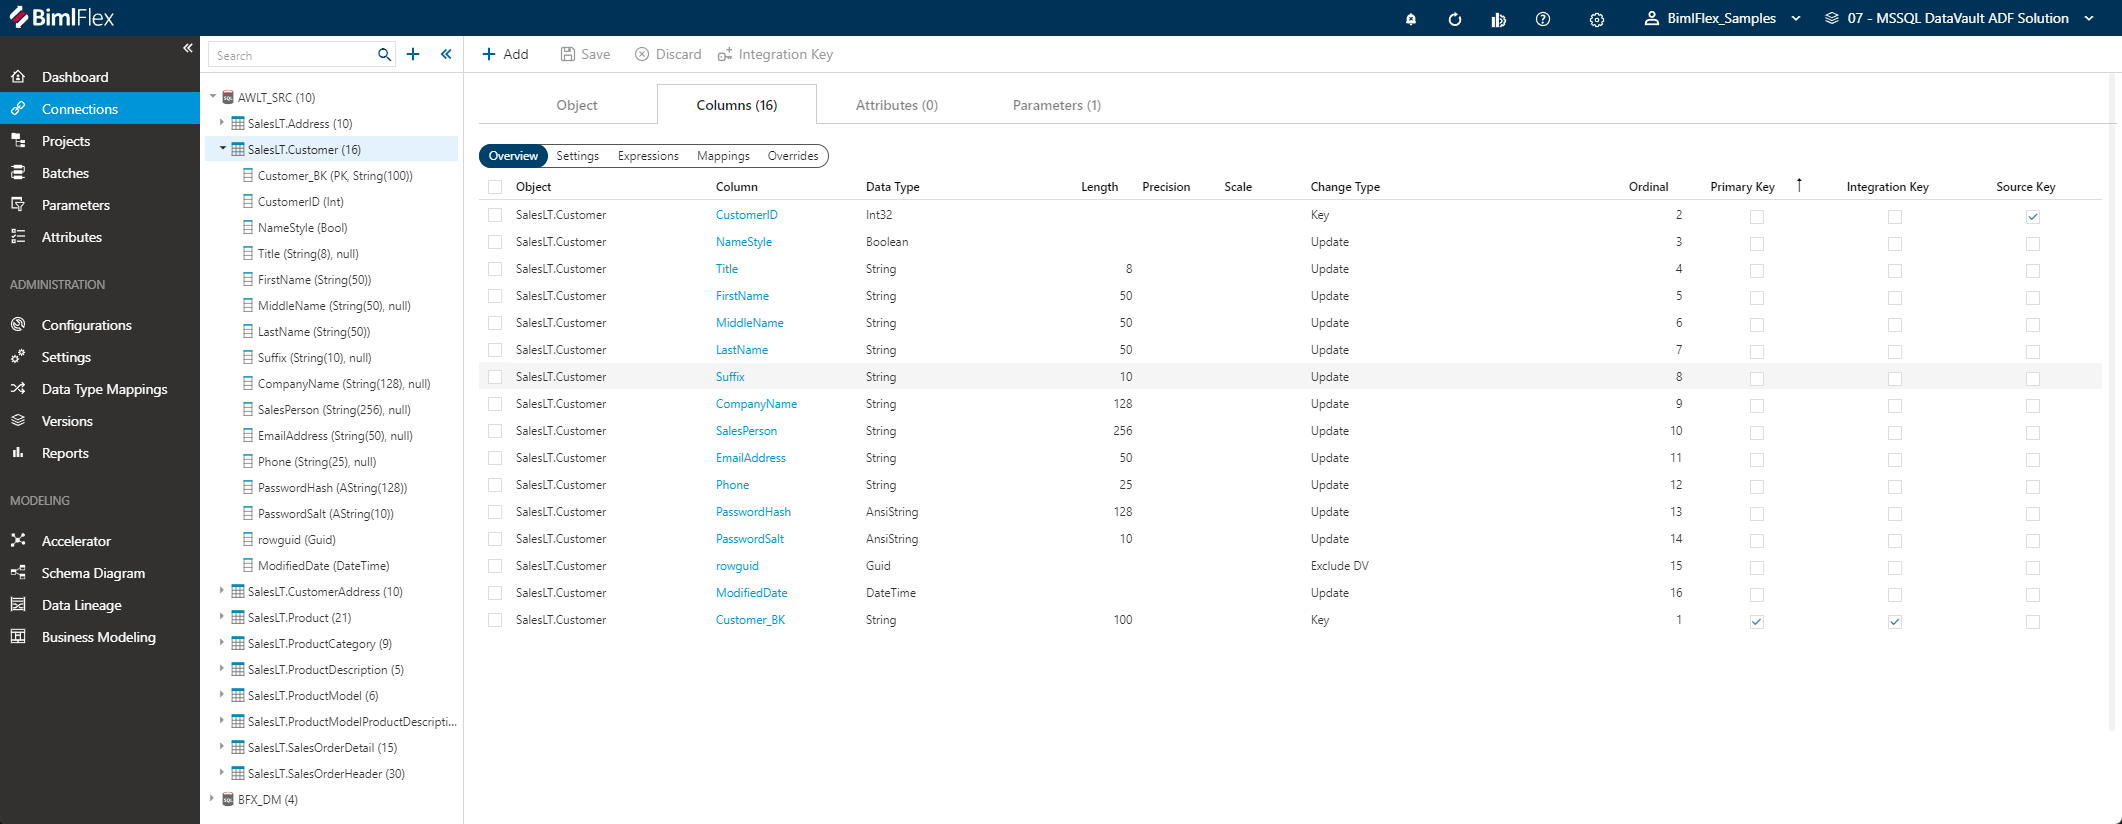 BimlFlex
BimlFlex_Samples
07 - MSSQL DataVault ADF Solution
Dashboard
Connections
Projects
Batches
Parameters
Attributes
ADMINISTRATION
Configurations
Settings
Data Type Mappings
Versions
Reports
MODELING
Accelerator
Schema Diagram
Data Lineage
Business Modeling
Search
AWLT_SRC (10)
SalesLT.Address (10)
SalesLT.Customer (16)
Customer_BK (PK, String(100))
CustomerID (Int)
NameStyle (Bool)
Title (String(8), null)
FirstName (String(50))
MiddleName (String(50), null)
LastName (String(50))
Suffix (String(10), null)
CompanyName (String(128), null)
SalesPerson (String(256), null)
EmailAddress (String(50), null)
Phone (String(25), null)
PasswordHash (AString(128))
PasswordSalt (AString(10))
rowguid (Guid)
ModifiedDate (DateTime)
SalesLT.CustomerAddress (10)
SalesLT.Product (21)
SalesLT.ProductCategory (9)
SalesLT.ProductDescription (5)
SalesLT.ProductModel (6)
SalesLT.ProductModelProductDescripti...
SalesLT.SalesOrderDetail (15)
SalesLT.SalesOrderHeader (30)
BFX_DM (4)
Add Save Discard Integration Key
Object Columns (16) Attributes (0) Parameters (1)
Overview Settings Expressions Mappings Overrides
Object Column Data Type Length Precision Scale Change Type Ordinal Primary Key Integration Key Source Key
SalesLT.Customer CustomerID Int32 Key 2
SalesLT.Customer NameStyle Boolean Update 3
SalesLT.Customer Title String 8 Update 4
SalesLT.Customer FirstName String 50 Update 5
SalesLT.Customer MiddleName String 50 Update 6
SalesLT.Customer LastName String 50 Update 7
SalesLT.Customer Suffix String 10 Update 8
SalesLT.Customer CompanyName String 128 Update 9
SalesLT.Customer SalesPerson String 256 Update 10
SalesLT.Customer EmailAddress String 50 Update 11
SalesLT.Customer Phone String 25 Update 12
SalesLT.Customer PasswordHash AnsiString 128 Update 13
SalesLT.Customer PasswordSalt AnsiString 10 Update 14
SalesLT.Customer rowguid Guid Exclude DV 15
SalesLT.Customer ModifiedDate DateTime Update 16
SalesLT.Customer Customer_BK String 100 Key 1